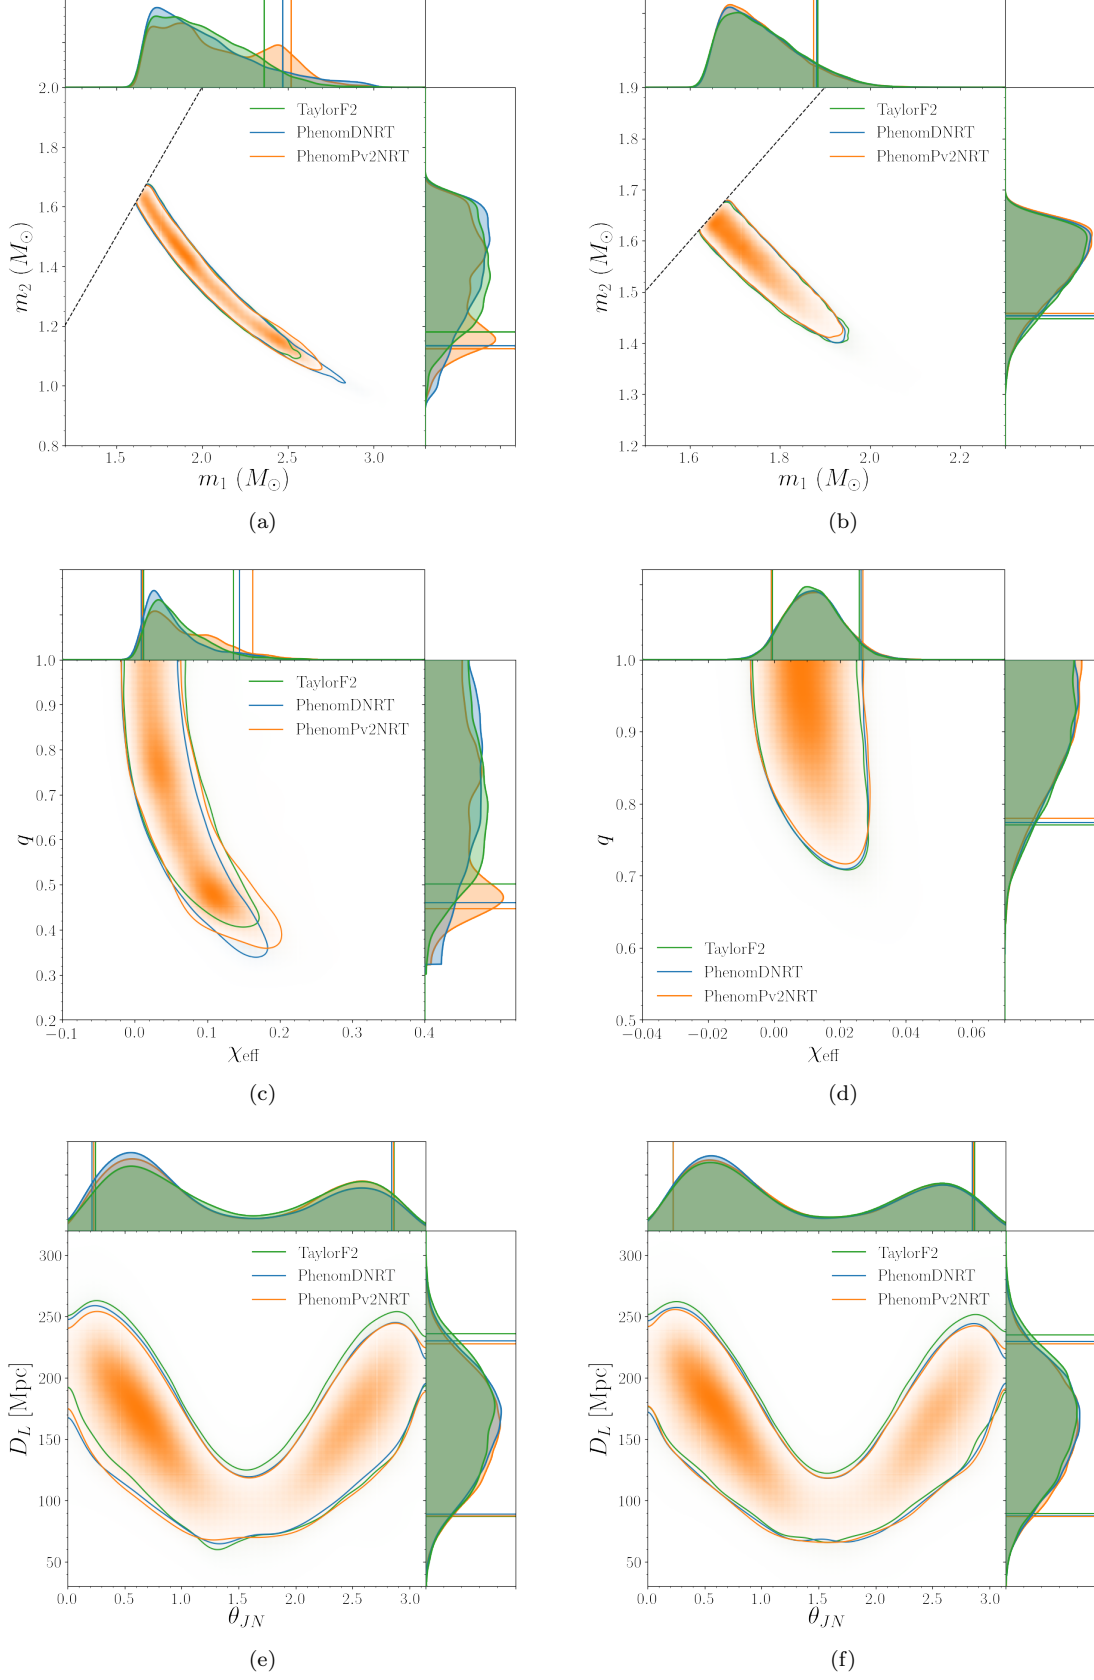 2.0
1.8
1.6
1.4
1.2
1.0
0.8
m₂ (M☉)
TaylorF2
PhenomDNRT
PhenomPv2NRT
1.5 2.0 2.5 3.0
m₁ (M☉)
(a)
1.9
1.8
1.7
1.6
1.5
1.4
1.3
1.2
m₂ (M☉)
TaylorF2
PhenomDNRT
PhenomPv2NRT
1.6 1.8 2.0 2.2
m₁ (M☉)
(b)
1.0
0.9
0.8
0.7
0.6
0.5
0.4
0.3
0.2
q
TaylorF2
PhenomDNRT
PhenomPv2NRT
−0.1 0.0 0.1 0.2 0.3 0.4
χeff
(c)
1.0
0.9
0.8
0.7
0.6
0.5
q
TaylorF2
PhenomDNRT
PhenomPv2NRT
−0.04 −0.02 0.00 0.02 0.04 0.06
χeff
(d)
300
250
200
150
100
50
D_L [Mpc]
TaylorF2
PhenomDNRT
PhenomPv2NRT
0.0 0.5 1.0 1.5 2.0 2.5 3.0
θ_JN
(e)
300
250
200
150
100
50
D_L [Mpc]
TaylorF2
PhenomDNRT
PhenomPv2NRT
0.0 0.5 1.0 1.5 2.0 2.5 3.0
θ_JN
(f)